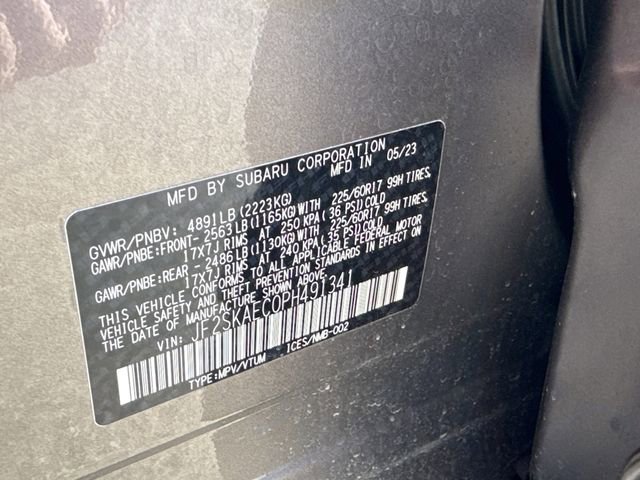 MFD BY SUBARU CORPORATION
MFD IN 05/23
GVWR/PNBV: 4891LB(2223KG)
GAWR/PNBE:FRONT- 2563LB(1165KG)WITH 225/60R17 99H TIRES,
17X7J RIMS AT 250 KPA(36 PSI)COLD
GAWR/PNBE:REAR - 2486LB(1130KG)WITH 225/60R17 99H TIRES,
17X7J RIMS AT 240 KPA(35 PSI)COLD
THIS VEHICLE CONFORMS TO ALL APPLICABLE FEDERAL MOTOR
VEHICLE SAFETY AND THEFT PREVENTION STANDARDS IN EFFECT ON
DATE OF MANUFACTURE SHOWN ABOVE.
VIN: JF2SKAEC0PH491341
TYPE:MPV/VTUM ICES/NMB-002